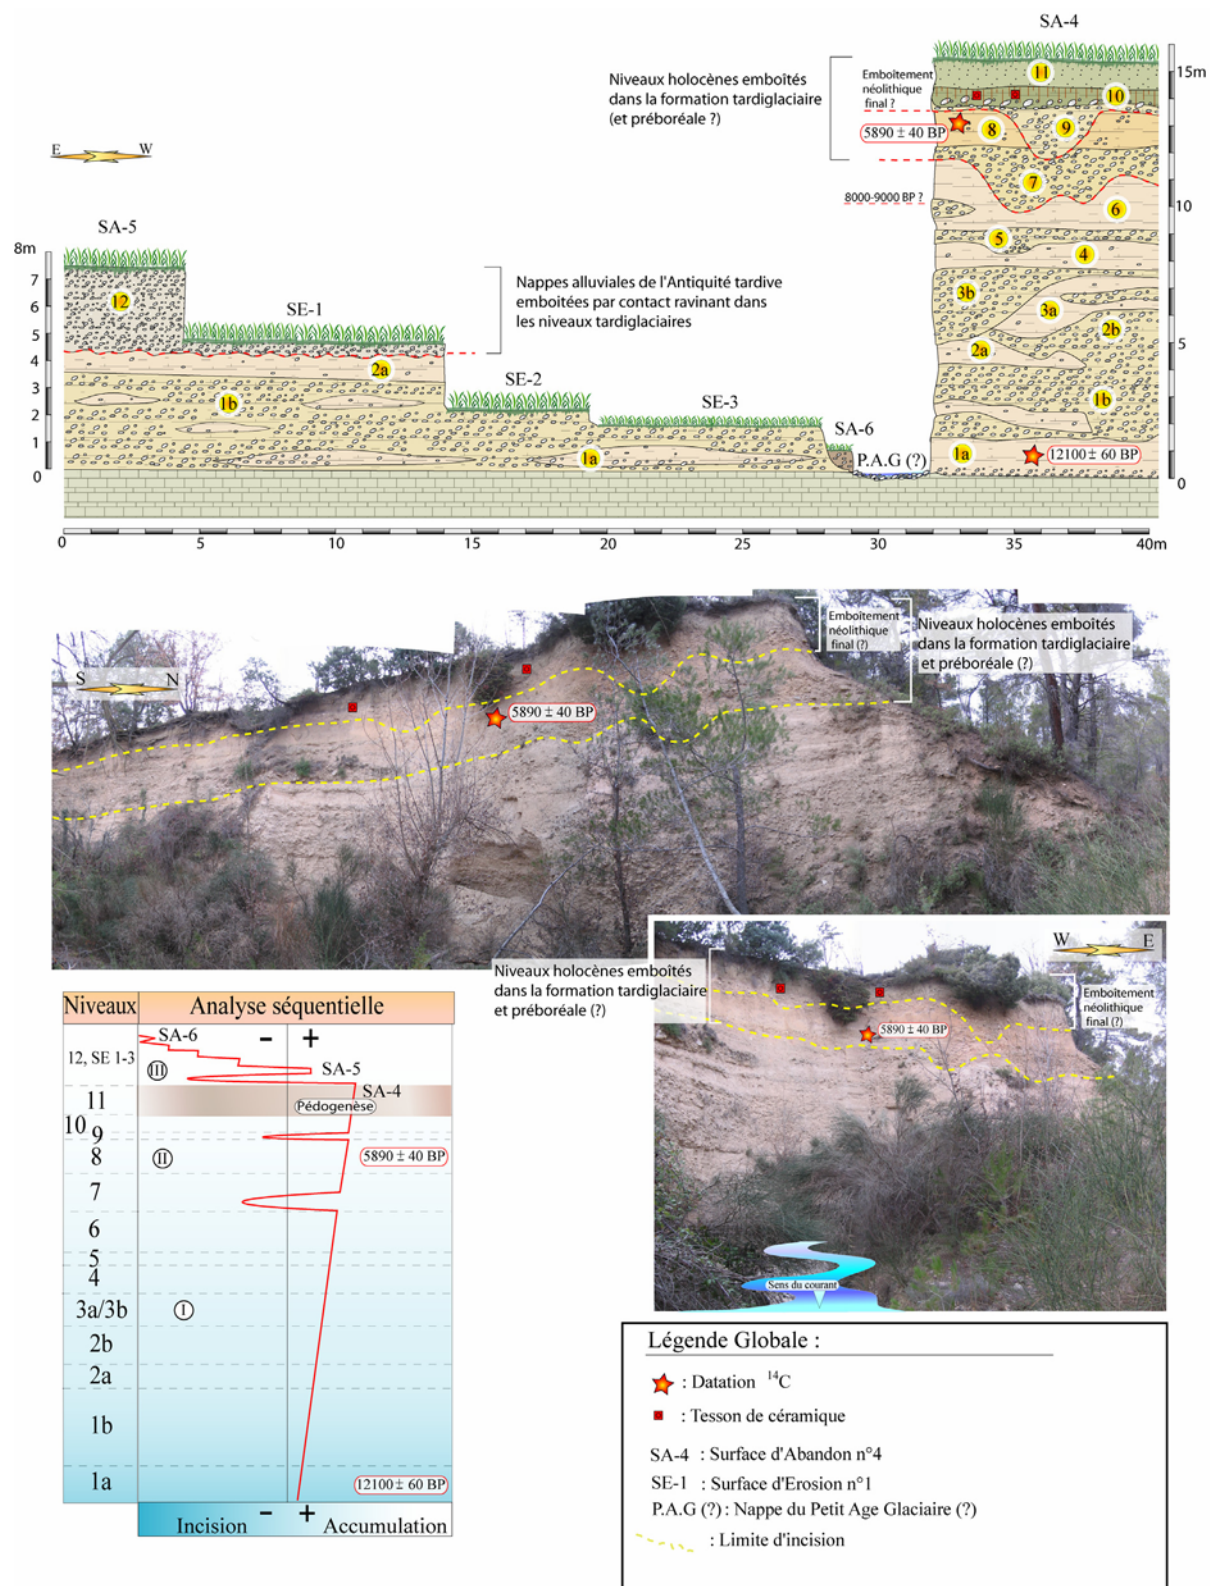 SA-4
Niveaux holocènes emboîtés
dans la formation tardiglaciaire
(et préboréale ?)
Emboîtement
néolithique
final ?
5890 ± 40 BP
8000-9000 BP ?
15m
10
5
0
11
10
8
9
7
6
5
4
3b
3a
2b
2a
1b
1a
12100 ± 60 BP
E W
SA-5
8m
7
6
5
4
3
2
1
0
12
SE-1
Nappes alluviales de l'Antiquité tardive
emboitées par contact ravinant dans
les niveaux tardiglaciaires
2a
1b
SE-2
SE-3
1a
SA-6
P.A.G (?)
0 5 10 15 20 25 30 35 40m
Emboîtement
néolithique
final (?)
Niveaux holocènes emboîtés
dans la formation tardiglaciaire
et préboréale (?)
S N
5890 ± 40 BP
Niveaux holocènes emboîtés
dans la formation tardiglaciaire
et préboréale (?)
W E
Emboîtement
néolithique
final (?)
5890 ± 40 BP
Sens du courant
Niveaux Analyse séquentielle
SA-6 - +
12, SE 1-3
III
SA-5
SA-4
11
Pédogenèse
10
9
8
II
5890 ± 40 BP
7
6
5
4
3a/3b
I
2b
2a
1b
1a
12100 ± 60 BP
Incision - + Accumulation
Légende Globale :
: Datation ¹⁴C
: Tesson de céramique
SA-4 : Surface d'Abandon n°4
SE-1 : Surface d'Erosion n°1
P.A.G (?) : Nappe du Petit Age Glaciaire (?)
: Limite d'incision